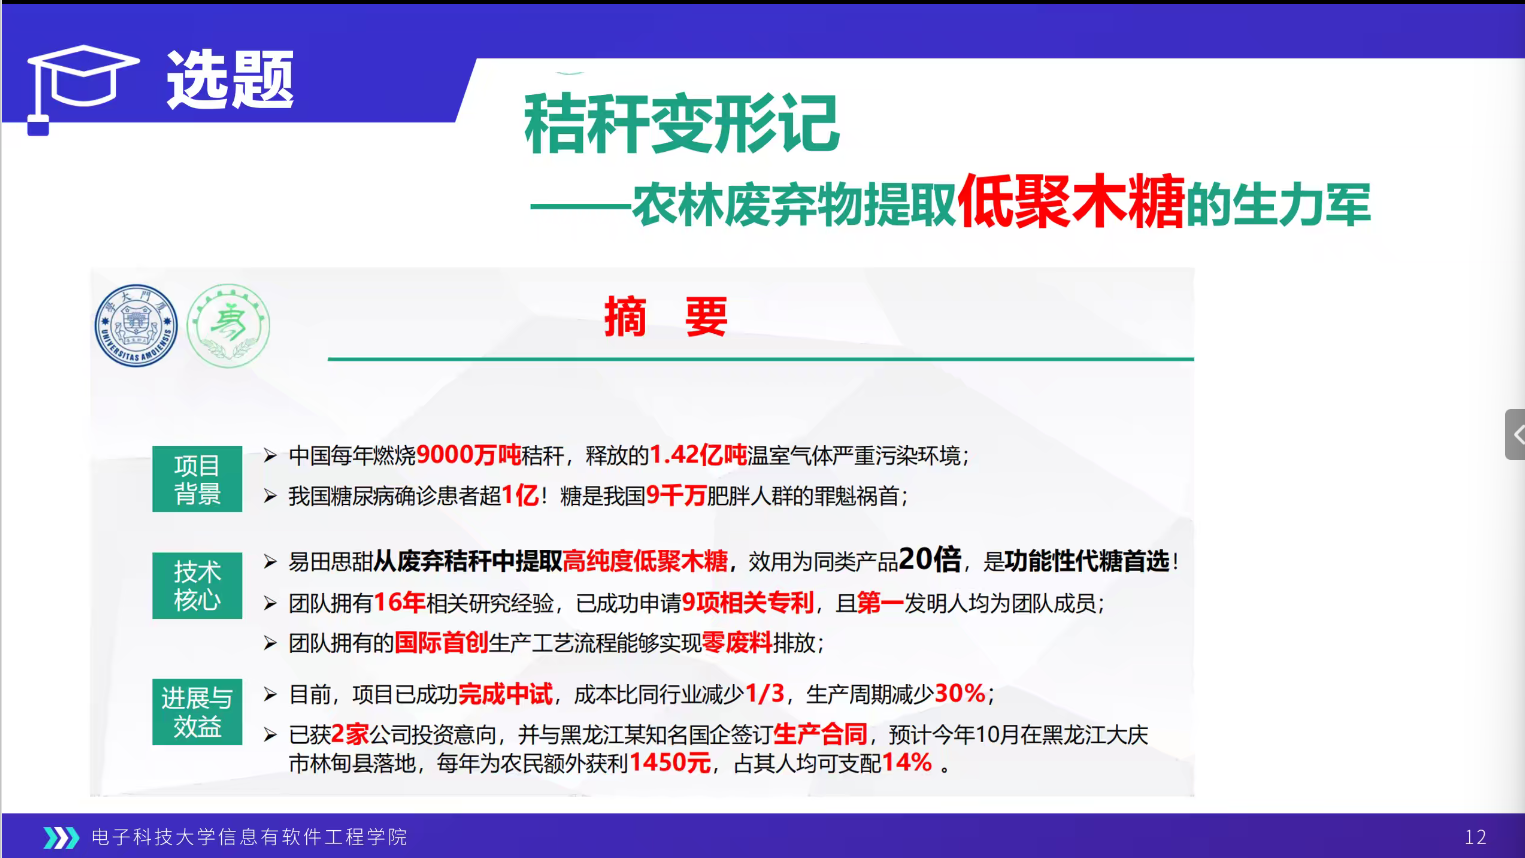 选题
秸秆变形记
——农林废弃物提取低聚木糖的生力军
摘 要
UNIVERSITAS AMOIENSIS
项目
背景
➢ 中国每年燃烧9000万吨秸秆，释放的1.42亿吨温室气体严重污染环境；
➢ 我国糖尿病确诊患者超1亿！糖是我国9千万肥胖人群的罪魁祸首；
技术
核心
➢ 易田思甜从废弃秸秆中提取高纯度低聚木糖，效用为同类产品20倍，是功能性代糖首选！
➢ 团队拥有16年相关研究经验，已成功申请9项相关专利，且第一发明人均为团队成员；
➢ 团队拥有的国际首创生产工艺流程能够实现零废料排放；
进展与
效益
➢ 目前，项目已成功完成中试，成本比同行业减少1/3，生产周期减少30%；
➢ 已获2家公司投资意向，并与黑龙江某知名国企签订生产合同，预计今年10月在黑龙江大庆
市林甸县落地，每年为农民额外获利1450元，占其人均可支配14% 。
电子科技大学信息有软件工程学院
12